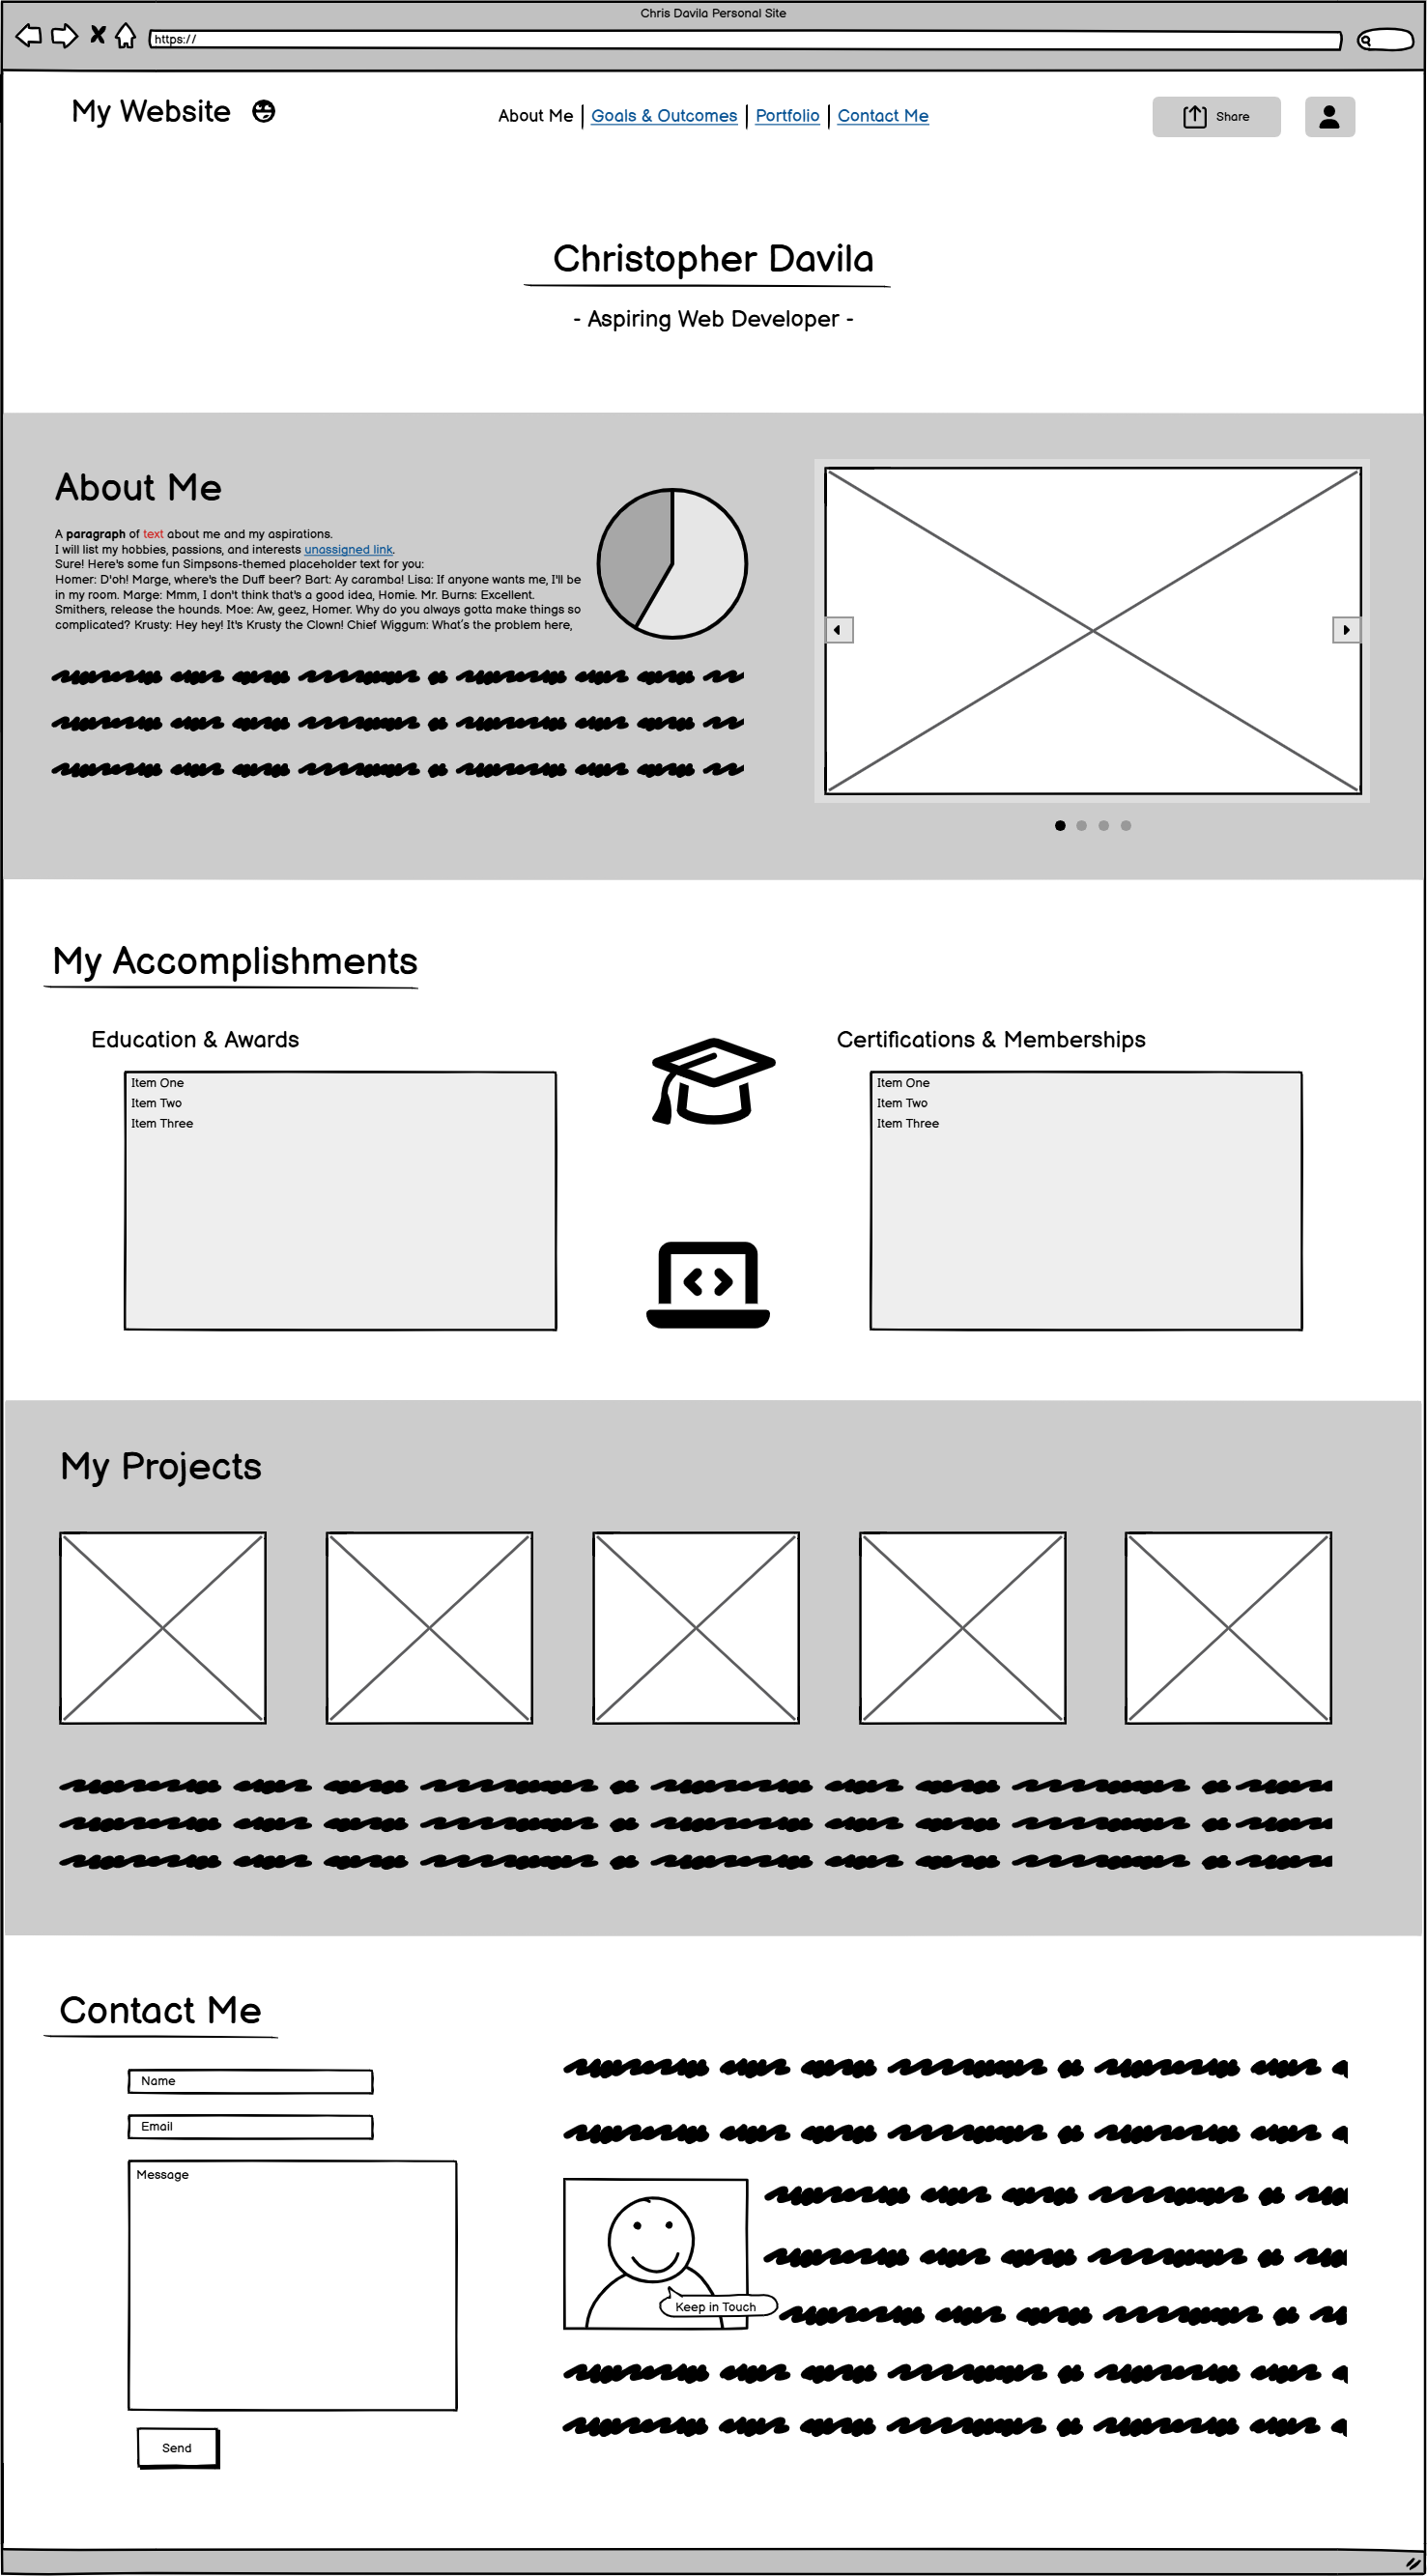 Chris Davila Personal Site
https://
My Website
About Me | Goals & Outcomes | Portfolio | Contact Me
Share
Christopher Davila
- Aspiring Web Developer -
About Me
A paragraph of text about me and my aspirations.
I will list my hobbies, passions, and interests unassigned link.
Sure! Here's some fun Simpsons-themed placeholder text for you:
Homer: D'oh! Marge, where's the Duff beer? Bart: Ay caramba! Lisa: If anyone wants me, I'll be
in my room. Marge: Mmm, I don't think that's a good idea, Homie. Mr. Burns: Excellent.
Smithers, release the hounds. Moe: Aw, geez, Homer. Why do you always gotta make things so
complicated? Krusty: Hey hey! It's Krusty the Clown! Chief Wiggum: What's the problem here,
My Accomplishments
Education & Awards
Item One
Item Two
Item Three
Certifications & Memberships
Item One
Item Two
Item Three
My Projects
Contact Me
Name
Email
Message
Send
Keep in Touch